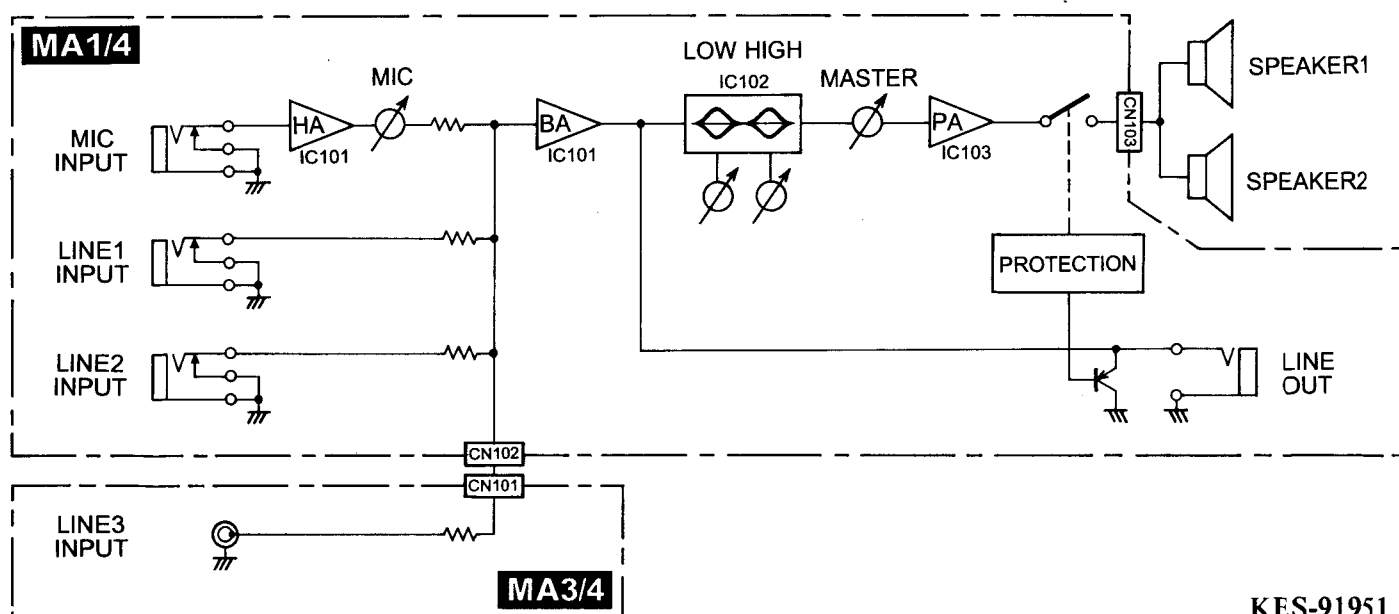 MA1/4
MIC
INPUT
HA
IC101
MIC
BA
IC101
LOW HIGH
IC102
MASTER
PA
IC103
CN103
SPEAKER1
SPEAKER2
LINE1
INPUT
PROTECTION
LINE2
INPUT
LINE
OUT
CN102
CN101
LINE3
INPUT
MA3/4
KES-91951